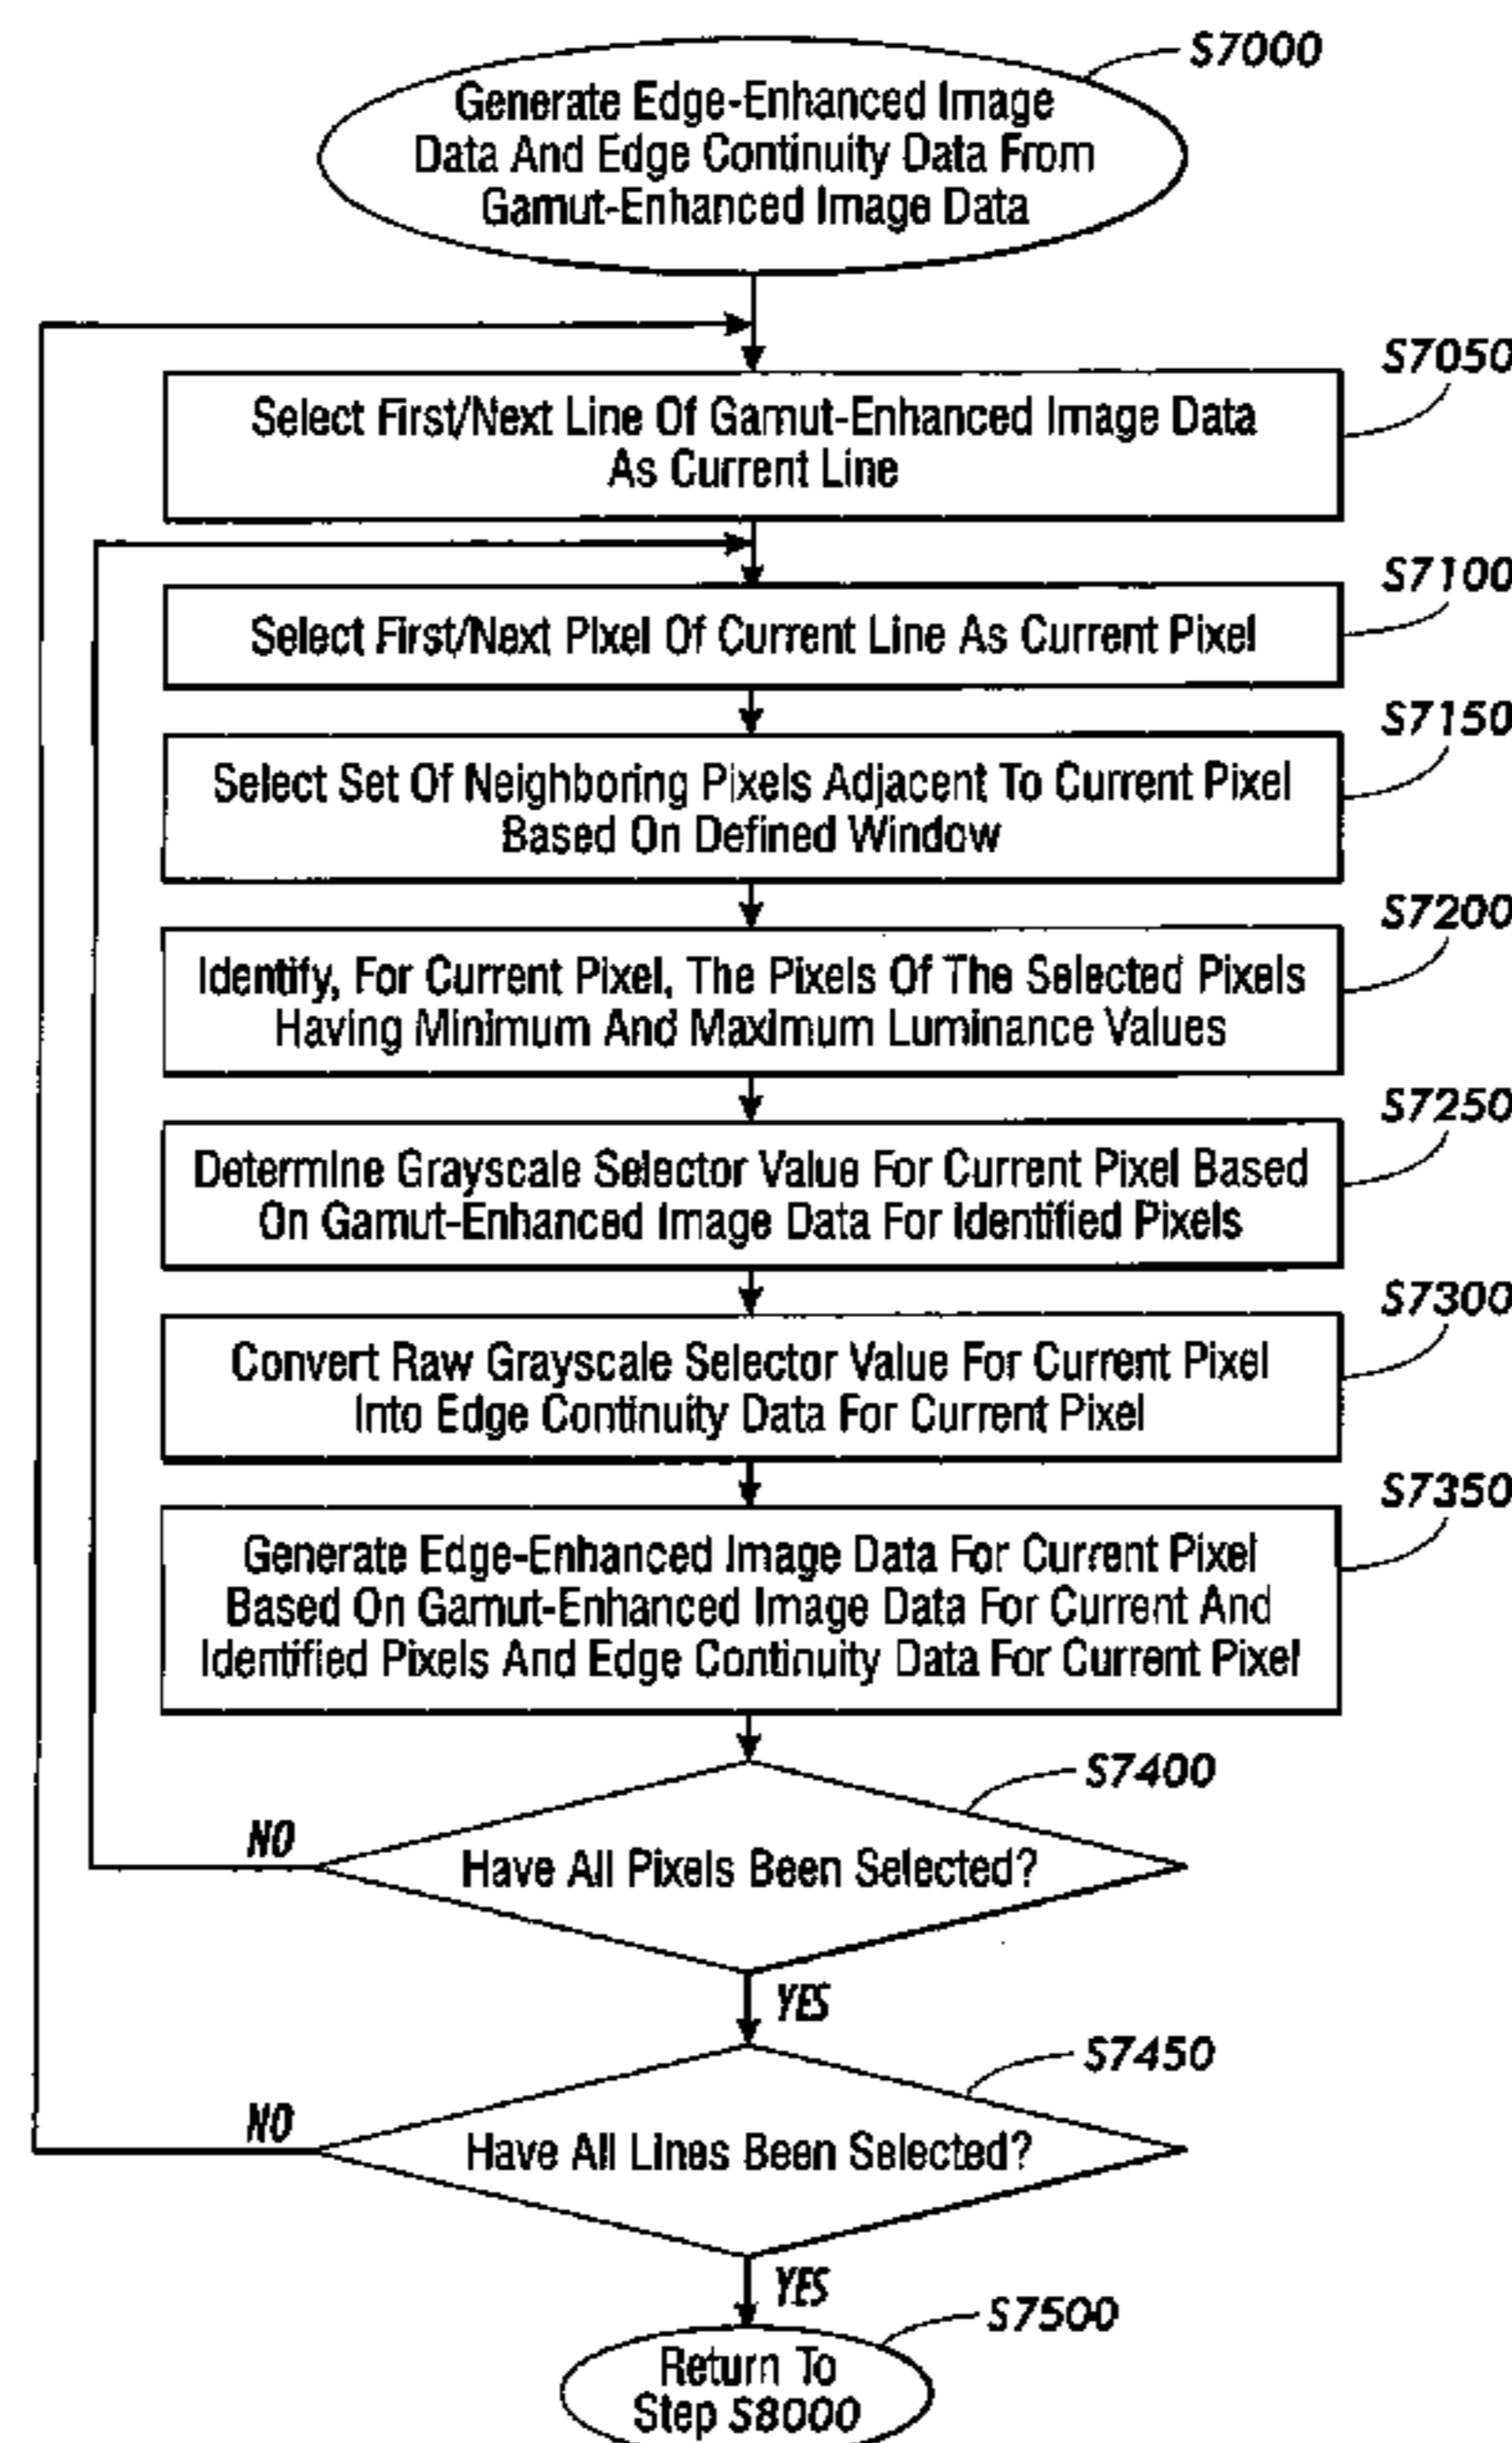 S7000
Generate Edge-Enhanced Image
Data And Edge Continuity Data From
Gamut-Enhanced Image Data
S7050
Select First/Next Line Of Gamut-Enhanced Image Data
As Current Line
S7100
Select First/Next Pixel Of Current Line As Current Pixel
S7150
Select Set Of Neighboring Pixels Adjacent To Current Pixel
Based On Defined Window
S7200
Identify, For Current Pixel, The Pixels Of The Selected Pixels
Having Minimum And Maximum Luminance Values
S7250
Determine Grayscale Selector Value For Current Pixel Based
On Gamut-Enhanced Image Data For Identified Pixels
S7300
Convert Raw Grayscale Selector Value For Current Pixel
Into Edge Continuity Data For Current Pixel
S7350
Generate Edge-Enhanced Image Data For Current Pixel
Based On Gamut-Enhanced Image Data For Current And
Identified Pixels And Edge Continuity Data For Current Pixel
S7400
NO
Have All Pixels Been Selected?
YES
S7450
NO
Have All Lines Been Selected?
YES
S7500
Return To
Step S8000